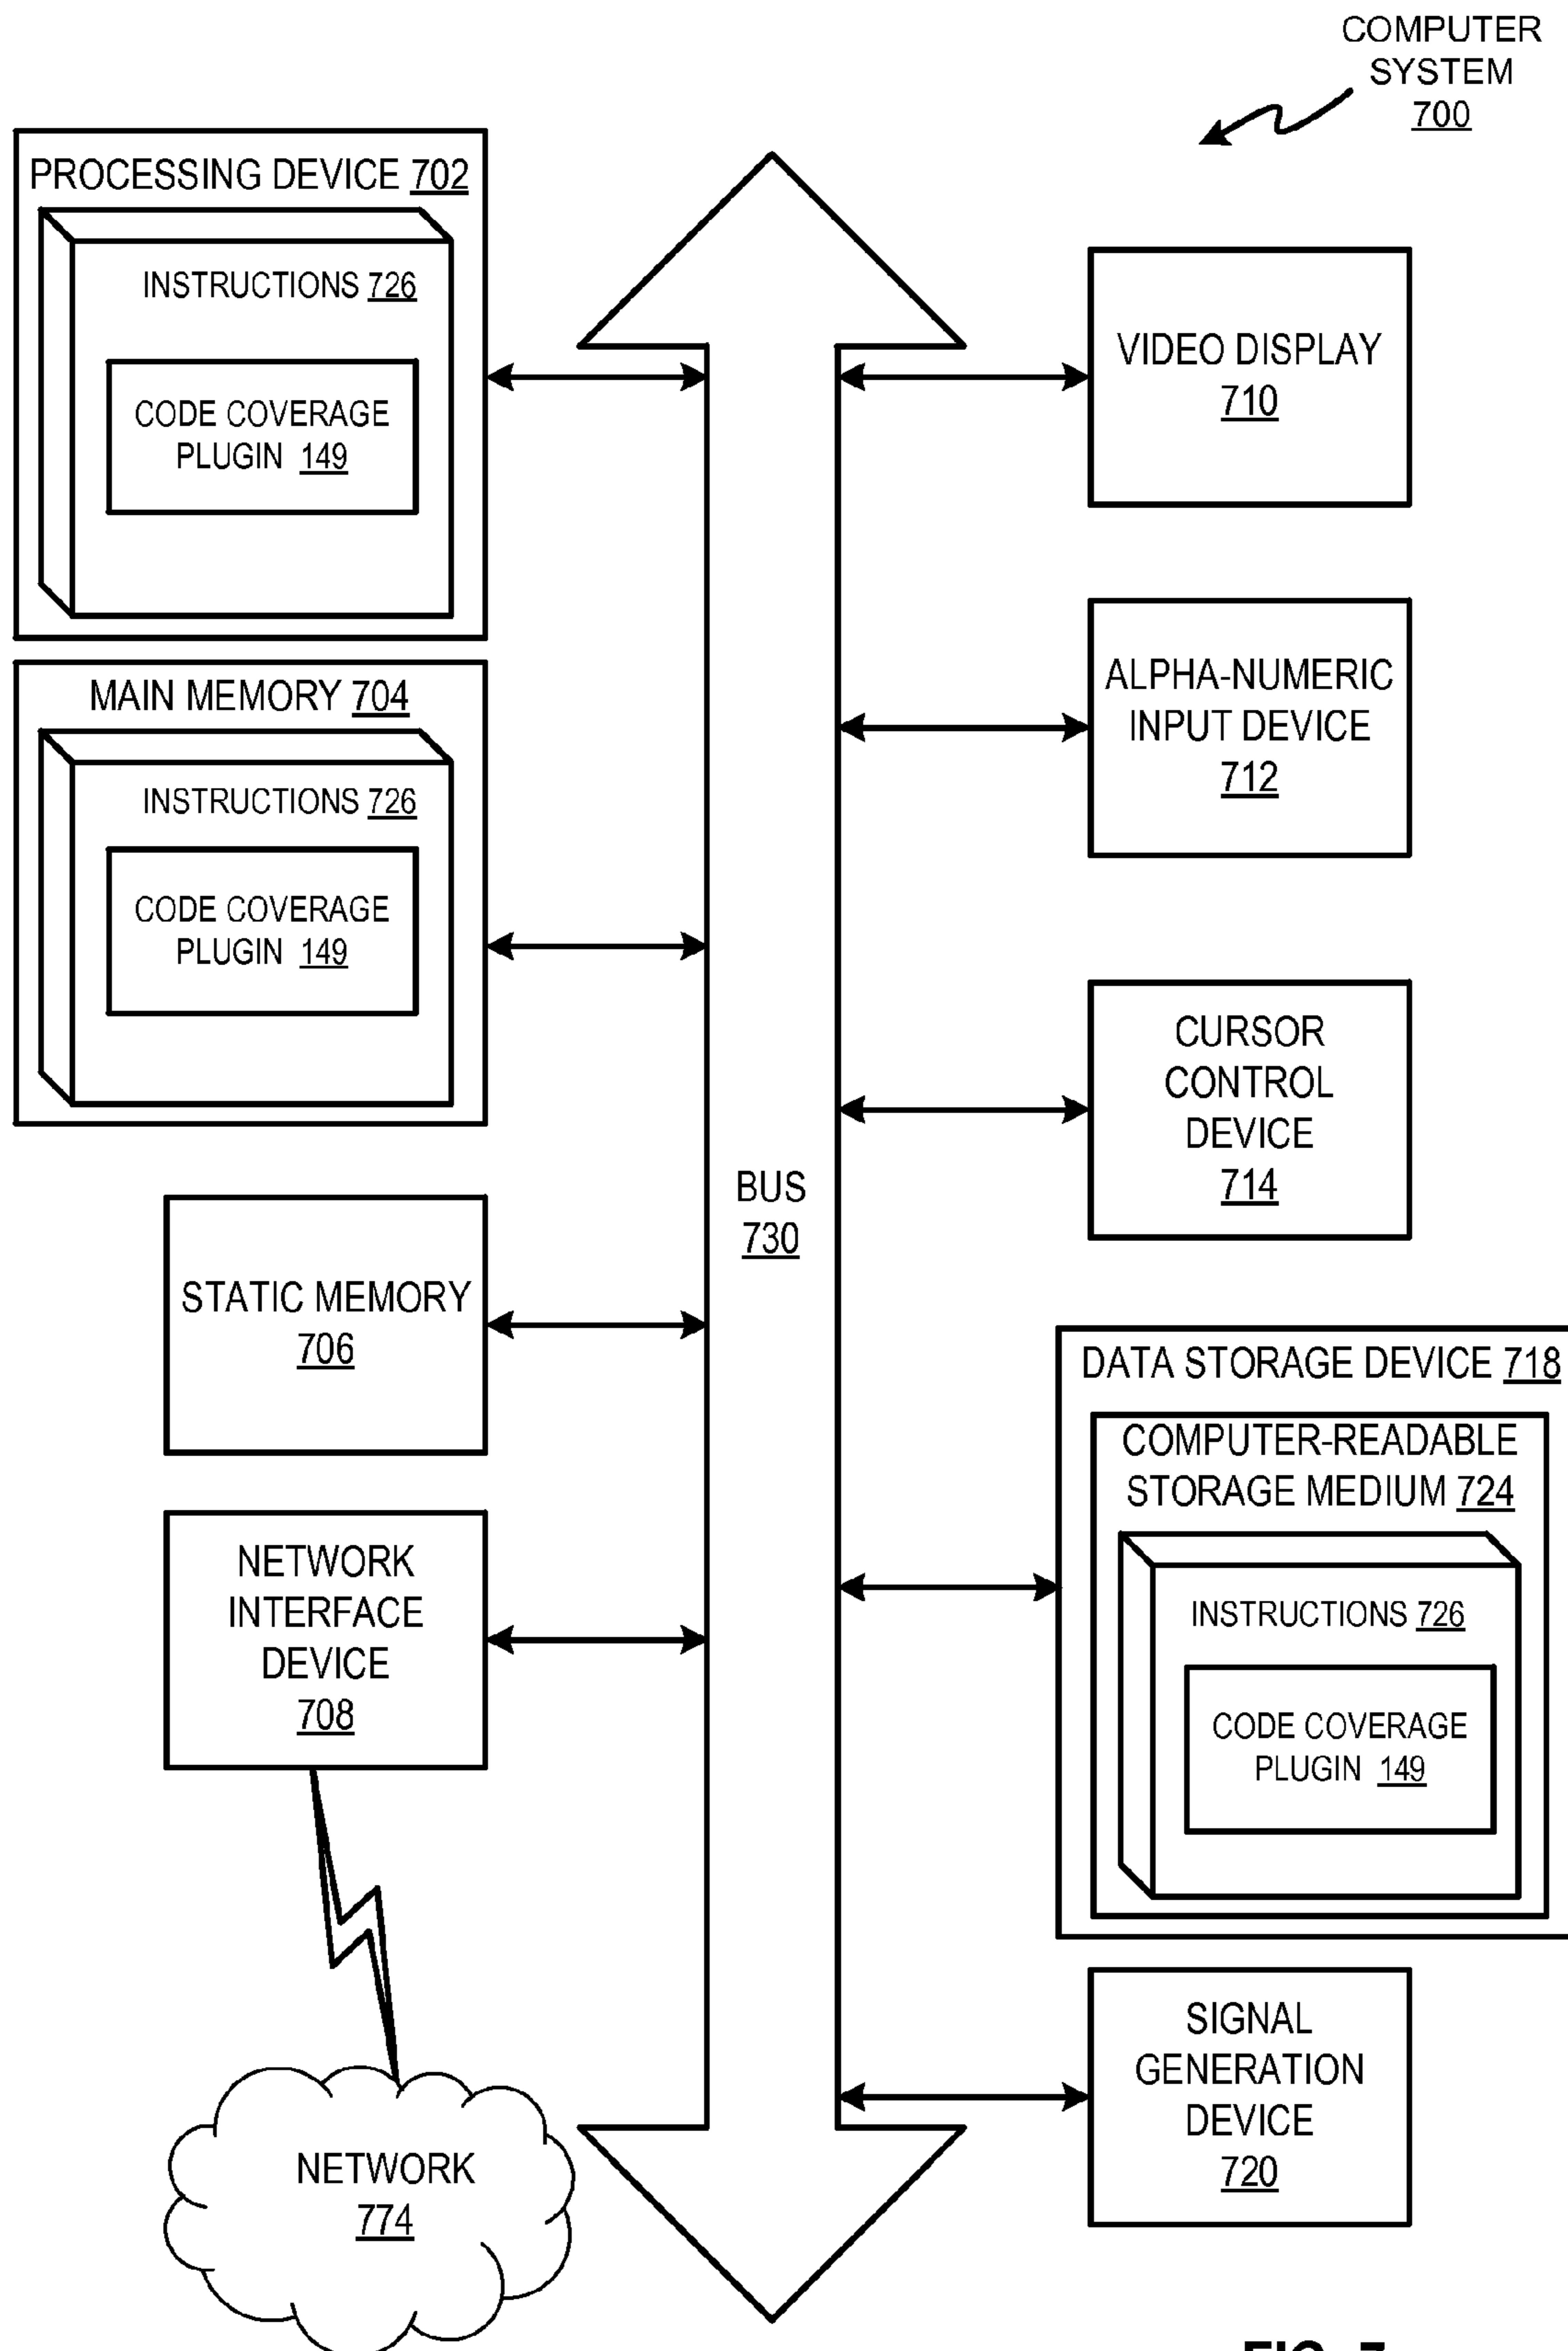 COMPUTER
SYSTEM
700
PROCESSING DEVICE 702
INSTRUCTIONS 726
CODE COVERAGE
PLUGIN 149
MAIN MEMORY 704
INSTRUCTIONS 726
CODE COVERAGE
PLUGIN 149
STATIC MEMORY
706
NETWORK
INTERFACE
DEVICE
708
NETWORK
774
BUS
730
VIDEO DISPLAY
710
ALPHA-NUMERIC
INPUT DEVICE
712
CURSOR
CONTROL
DEVICE
714
DATA STORAGE DEVICE 718
COMPUTER-READABLE
STORAGE MEDIUM 724
INSTRUCTIONS 726
CODE COVERAGE
PLUGIN 149
SIGNAL
GENERATION
DEVICE
720
FIG. 7